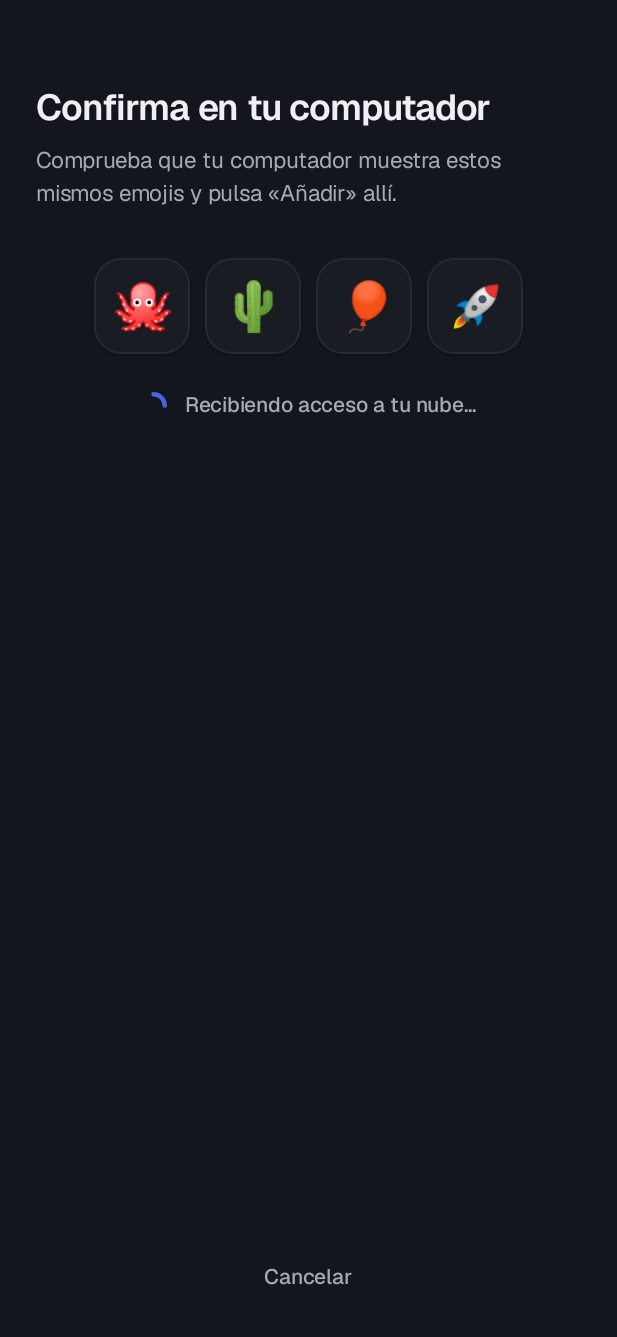 Confirma en tu computador
Comprueba que tu computador muestra estos
mismos emojis y pulsa «Añadir» allí.
Recibiendo acceso a tu nube…
Cancelar